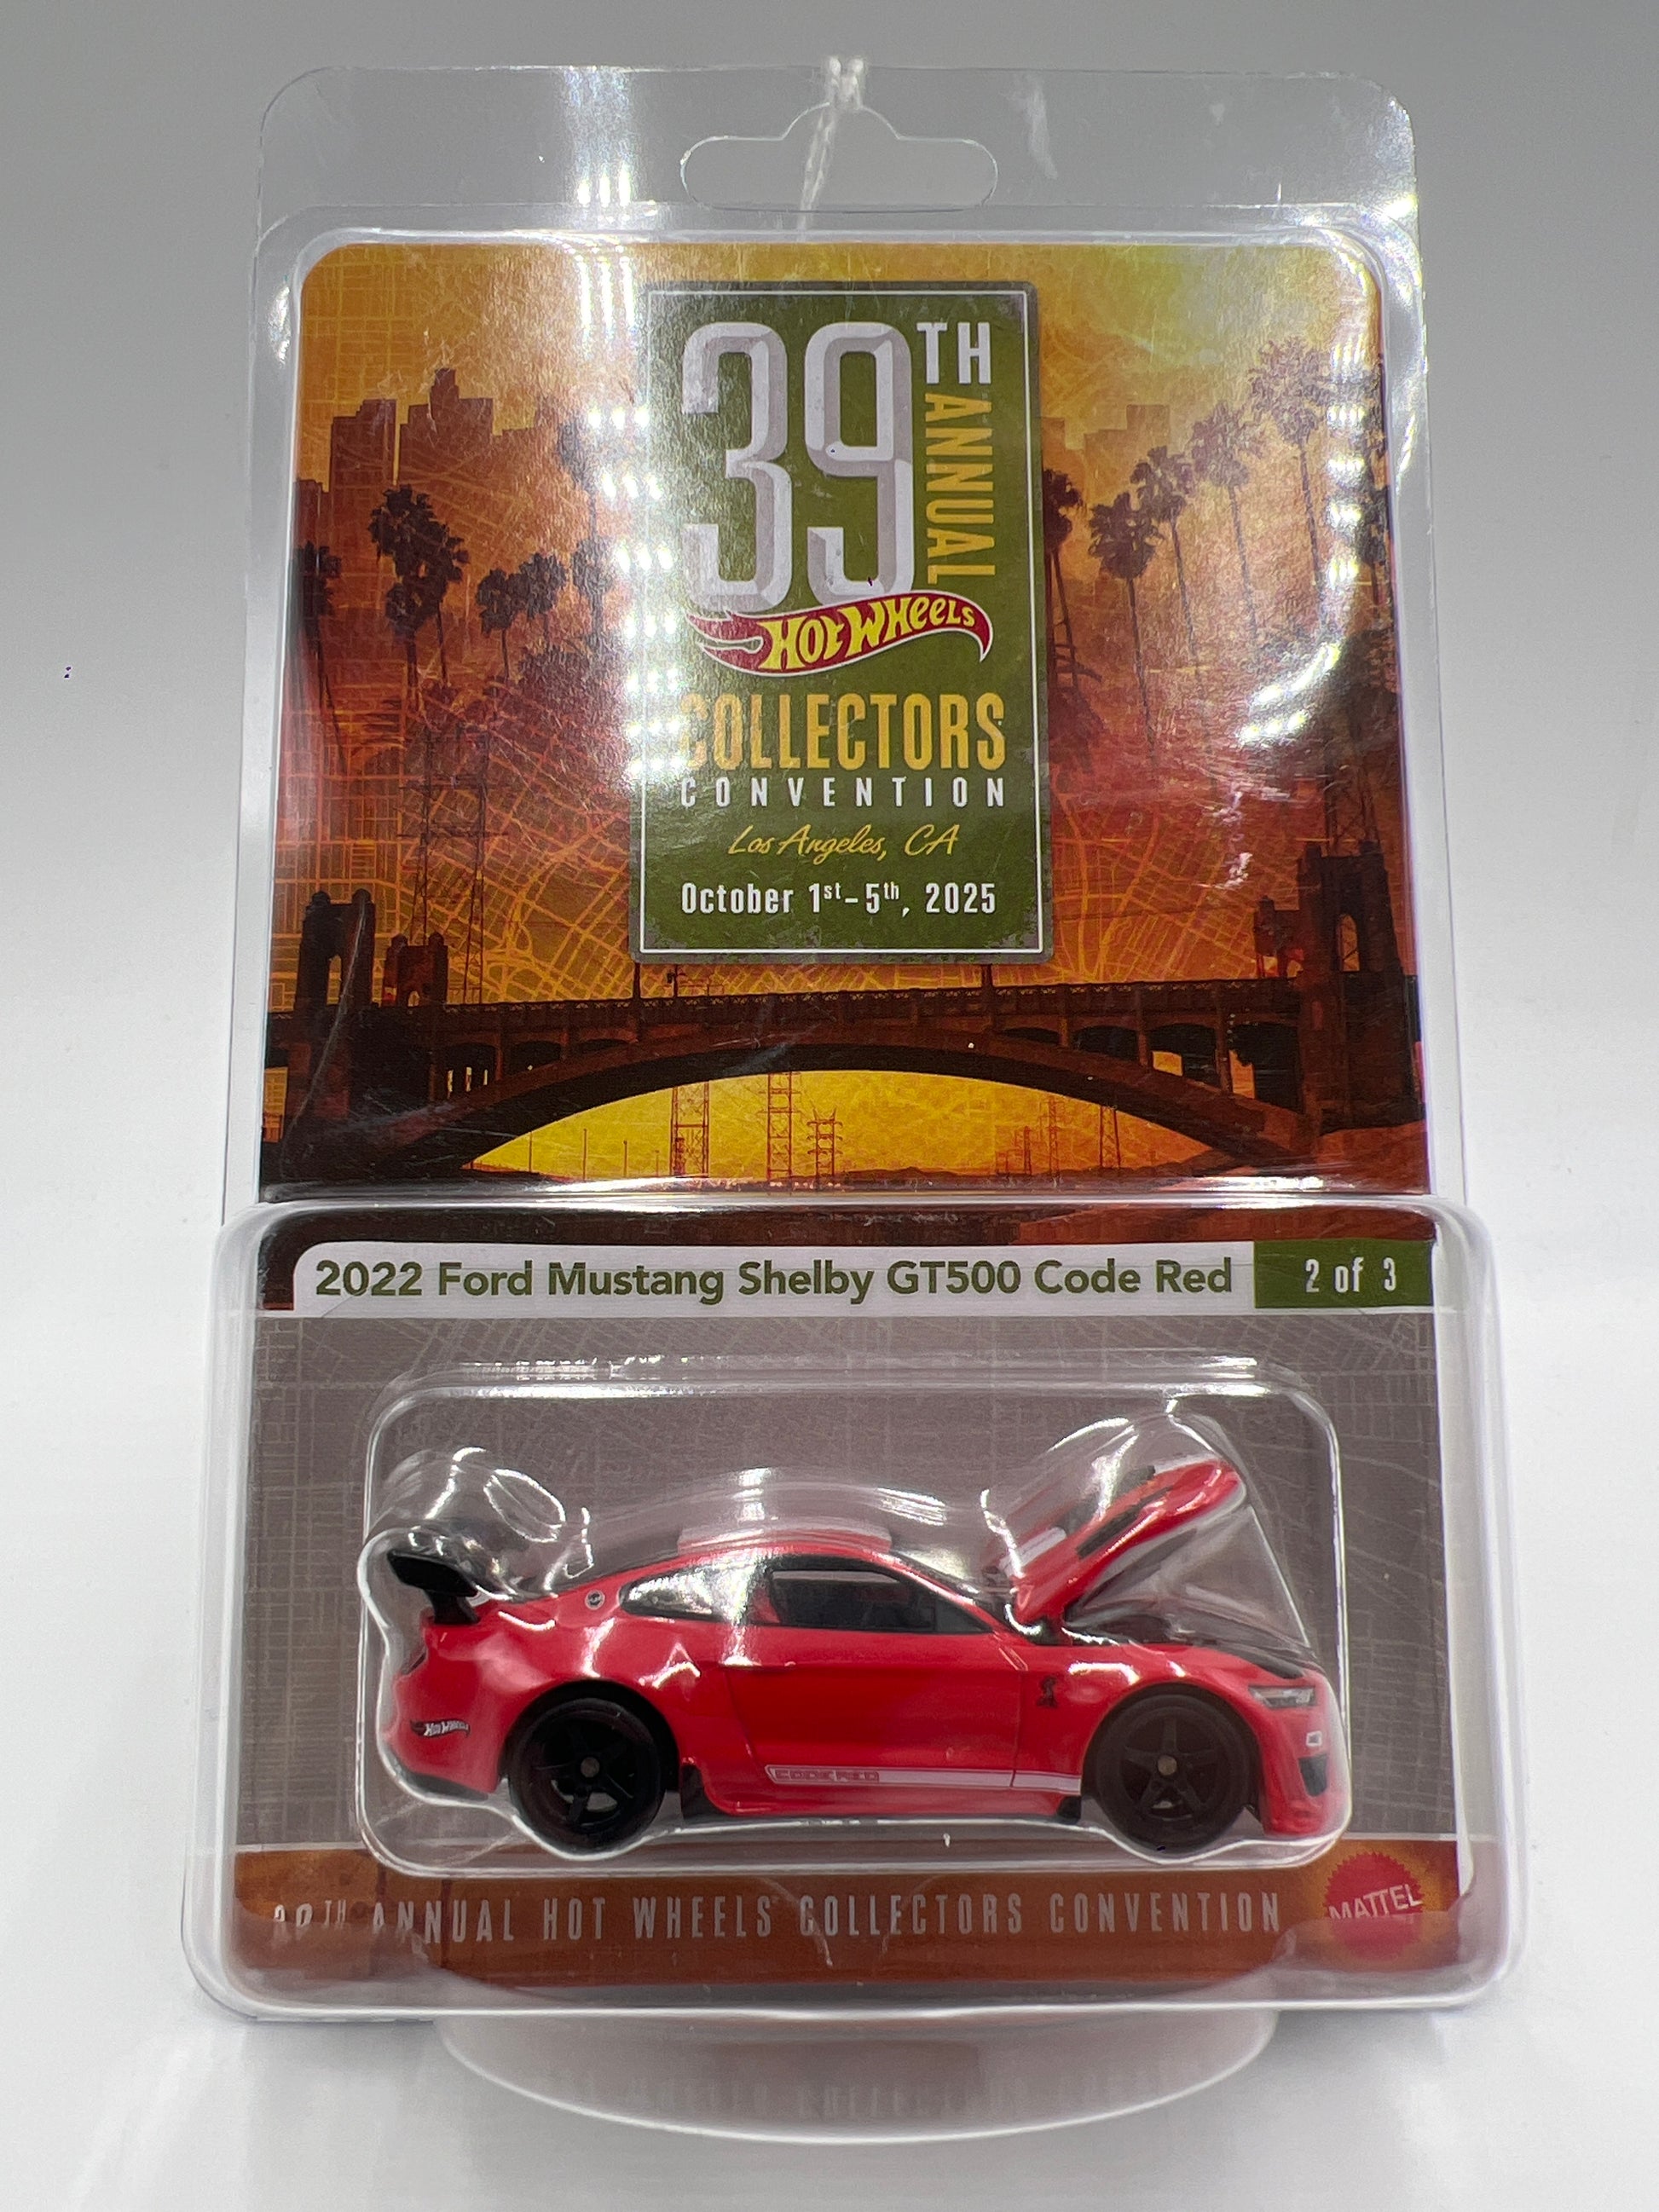 39TH
ANNUAL
HOT WHEELS
COLLECTORS
CONVENTION
Los Angeles, CA
October 1st-5th, 2025
2022 Ford Mustang Shelby GT500 Code Red
2 of 3
HOT WHEELS
CODE RED
39TH ANNUAL HOT WHEELS COLLECTORS CONVENTION
MATTEL